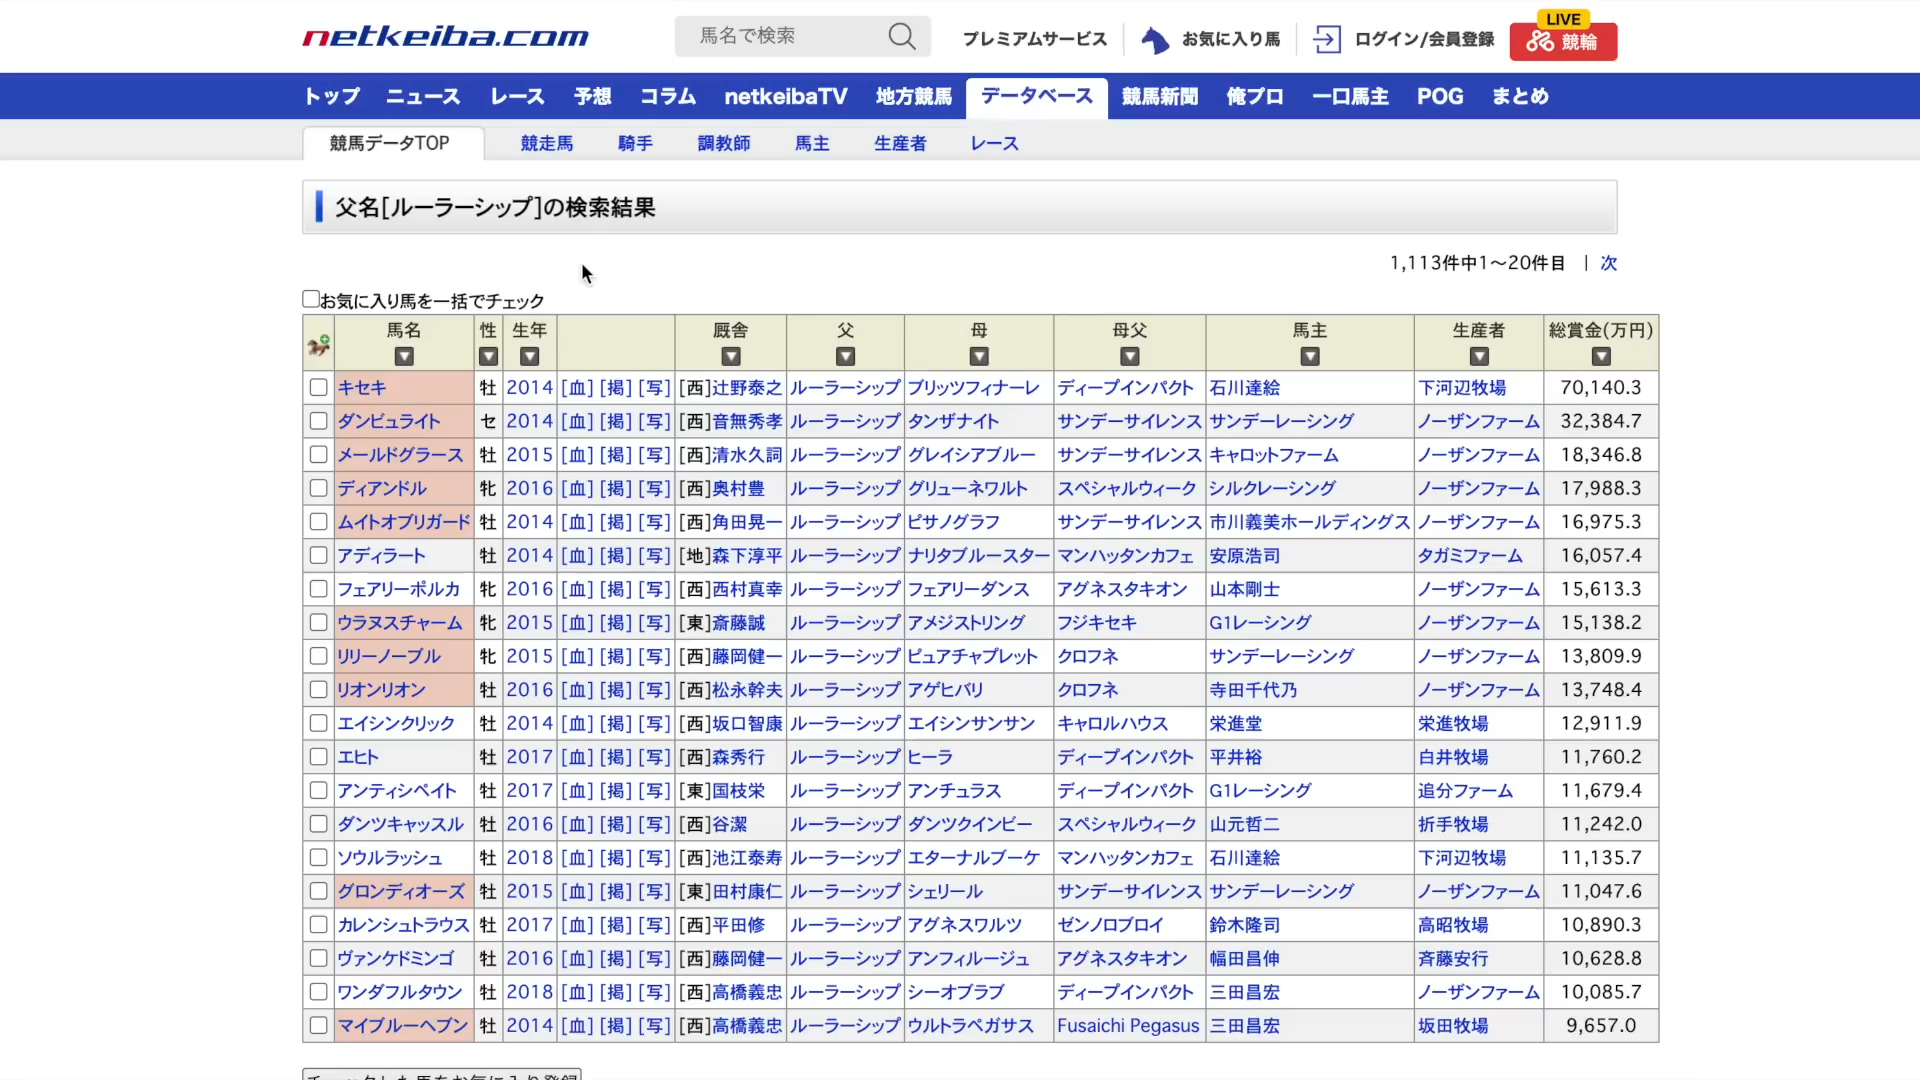 netkeiba.com
馬名で検索
プレミアムサービス
お気に入り馬
ログイン/会員登録
LIVE
競輪
トップ ニュース レース 予想 コラム netkeibaTV 地方競馬 データベース 競馬新聞 俺プロ 一口馬主 POG まとめ
競馬データTOP 競走馬 騎手 調教師 馬主 生産者 レース
父名[ルーラーシップ]の検索結果
1,113件中1～20件目 | 次
お気に入り馬を一括でチェック
馬名 性 生年 厩舎 父 母 母父 馬主 生産者 総賞金(万円)
キセキ 牡 2014 [血] [掲] [写] [西]辻野泰之 ルーラーシップ ブリッツフィナーレ ディープインパクト 石川達絵 下河辺牧場 70,140.3
ダンビュライト セ 2014 [血] [掲] [写] [西]音無秀孝 ルーラーシップ タンザナイト サンデーサイレンス サンデーレーシング ノーザンファーム 32,384.7
メールドグラース 牡 2015 [血] [掲] [写] [西]清水久詞 ルーラーシップ グレイシアブルー サンデーサイレンス キャロットファーム ノーザンファーム 18,346.8
ディアンドル 牝 2016 [血] [掲] [写] [西]奥村豊 ルーラーシップ グリューネワルト スペシャルウィーク シルクレーシング ノーザンファーム 17,988.3
ムイトオブリガード 牡 2014 [血] [掲] [写] [西]角田晃一 ルーラーシップ ピサノグラフ サンデーサイレンス 市川義美ホールディングス ノーザンファーム 16,975.3
アディラート 牡 2014 [血] [掲] [写] [地]森下淳平 ルーラーシップ ナリタブルースター マンハッタンカフェ 安原浩司 タガミファーム 16,057.4
フェアリーポルカ 牝 2016 [血] [掲] [写] [西]西村真幸 ルーラーシップ フェアリーダンス アグネスタキオン 山本剛士 ノーザンファーム 15,613.3
ウラヌスチャーム 牝 2015 [血] [掲] [写] [東]斎藤誠 ルーラーシップ アメジストリング フジキセキ G1レーシング ノーザンファーム 15,138.2
リリーノーブル 牝 2015 [血] [掲] [写] [西]藤岡健一 ルーラーシップ ピュアチャプレット クロフネ サンデーレーシング ノーザンファーム 13,809.9
リオンリオン 牡 2016 [血] [掲] [写] [西]松永幹夫 ルーラーシップ アゲヒバリ クロフネ 寺田千代乃 ノーザンファーム 13,748.4
エイシンクリック 牡 2014 [血] [掲] [写] [西]坂口智康 ルーラーシップ エイシンサンサン キャロルハウス 栄進堂 栄進牧場 12,911.9
エヒト 牡 2017 [血] [掲] [写] [西]森秀行 ルーラーシップ ヒーラ ディープインパクト 平井裕 白井牧場 11,760.2
アンティシペイト 牡 2017 [血] [掲] [写] [東]国枝栄 ルーラーシップ アンチュラス ディープインパクト G1レーシング 追分ファーム 11,679.4
ダンツキャッスル 牡 2016 [血] [掲] [写] [西]谷潔 ルーラーシップ ダンツクインビー スペシャルウィーク 山元哲二 折手牧場 11,242.0
ソウルラッシュ 牡 2018 [血] [掲] [写] [西]池江泰寿 ルーラーシップ エターナルブーケ マンハッタンカフェ 石川達絵 下河辺牧場 11,135.7
グロンディオーズ 牡 2015 [血] [掲] [写] [東]田村康仁 ルーラーシップ シェリール サンデーサイレンス サンデーレーシング ノーザンファーム 11,047.6
カレンシュトラウス 牡 2017 [血] [掲] [写] [西]平田修 ルーラーシップ アグネスワルツ ゼンノロブロイ 鈴木隆司 高昭牧場 10,890.3
ヴァンケドミンゴ 牡 2016 [血] [掲] [写] [西]藤岡健一 ルーラーシップ アンフィルージュ アグネスタキオン 幅田昌伸 斉藤安行 10,628.8
ワンダフルタウン 牡 2018 [血] [掲] [写] [西]高橋義忠 ルーラーシップ シーオブラブ ディープインパクト 三田昌宏 ノーザンファーム 10,085.7
マイブルーヘブン 牡 2014 [血] [掲] [写] [西]高橋義忠 ルーラーシップ ウルトラペガサス Fusaichi Pegasus 三田昌宏 坂田牧場 9,657.0
チェックした馬をお気に入り登録